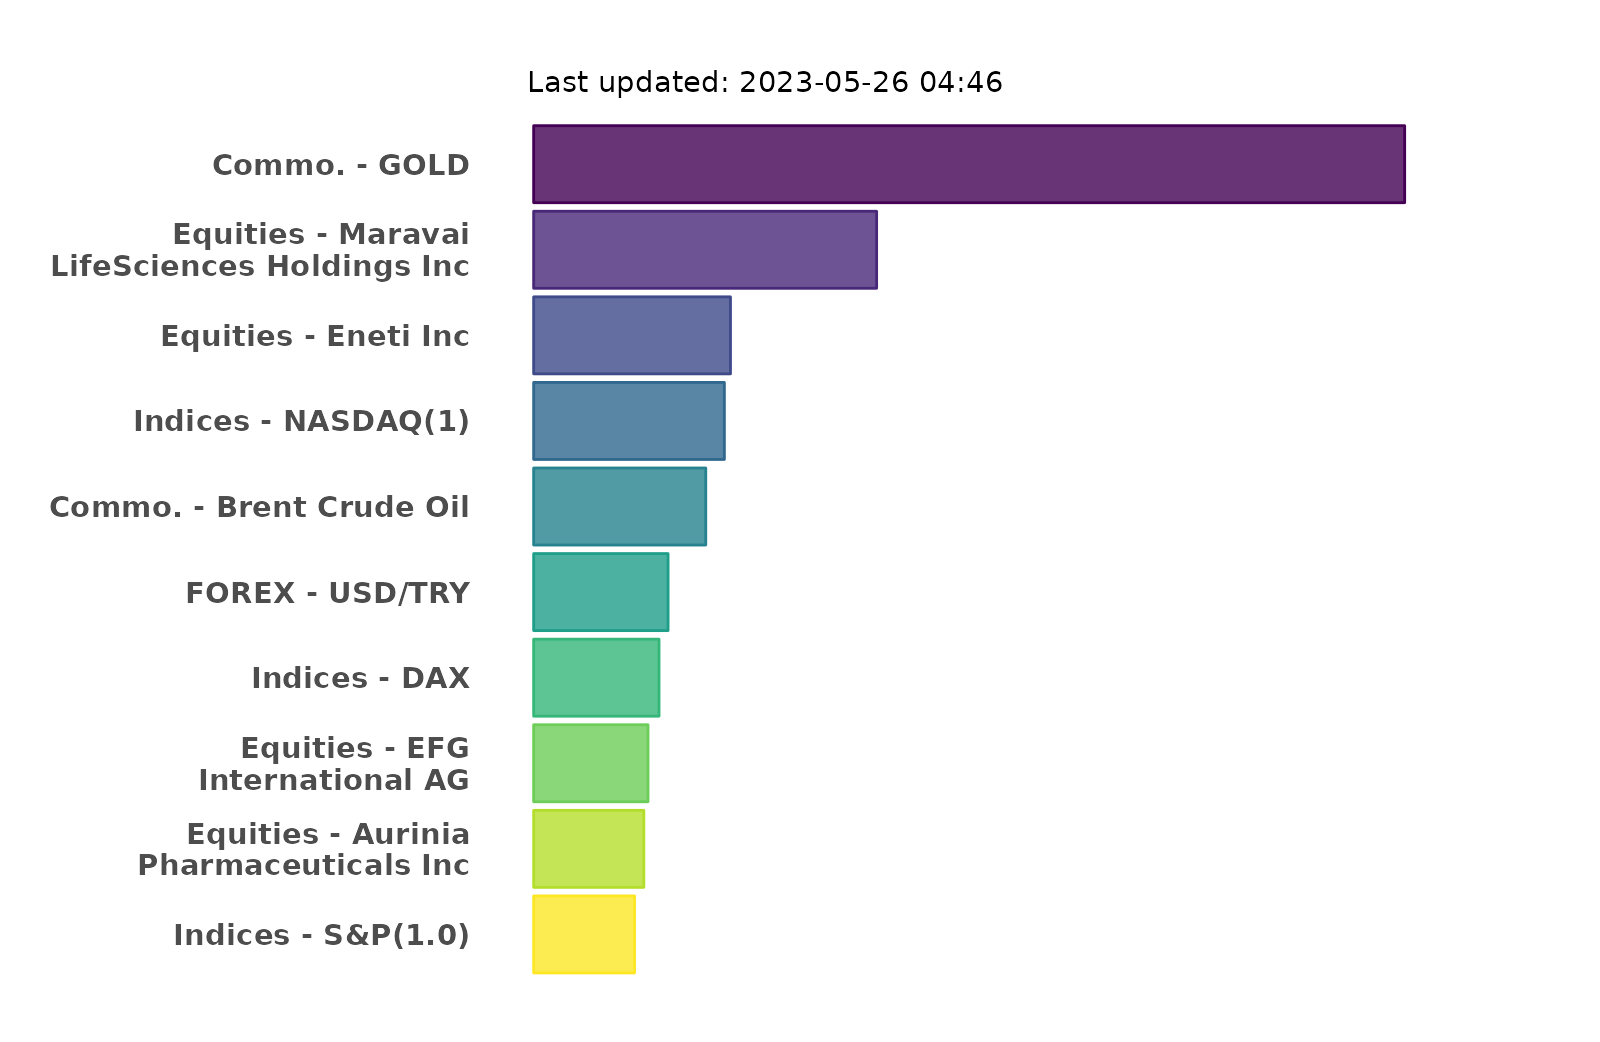 Last updated: 2023-05-26 04:46
Commo. - GOLD
Equities - Maravai
LifeSciences Holdings Inc
Equities - Eneti Inc
Indices - NASDAQ(1)
Commo. - Brent Crude Oil
FOREX - USD/TRY
Indices - DAX
Equities - EFG
International AG
Equities - Aurinia
Pharmaceuticals Inc
Indices - S&P(1.0)